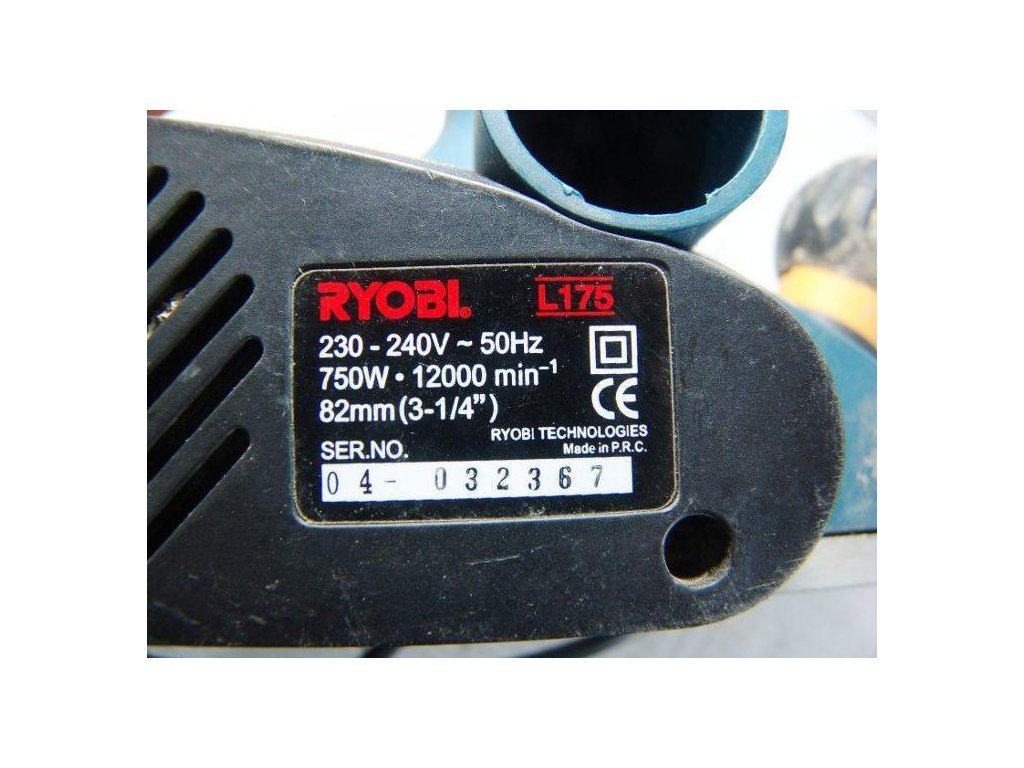 RYOBI L175
230 - 240V ~ 50Hz
750W • 12000 min⁻¹
82mm (3-1/4")
CE
RYOBI TECHNOLOGIES
Made in P.R.C.
SER.NO.
04- 032367